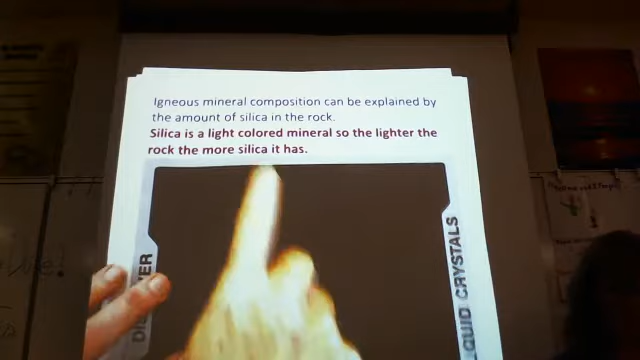 Igneous mineral composition can be explained by
the amount of silica in the rock.
Silica is a light colored mineral so the lighter the
rock the more silica it has.
CRYSTALS